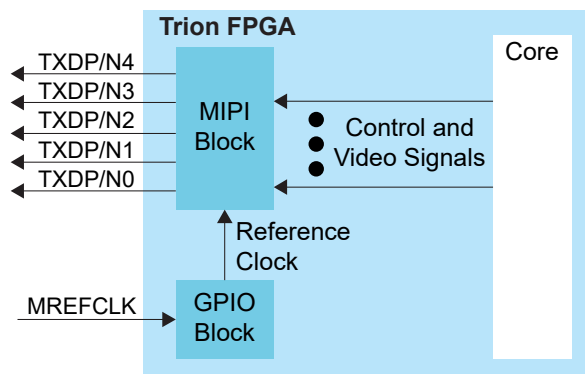 Trion FPGA
TXDP/N4
TXDP/N3
TXDP/N2
TXDP/N1
TXDP/N0
MIPI
Block
Control and
Video Signals
Core
Reference
Clock
MREFCLK
GPIO
Block